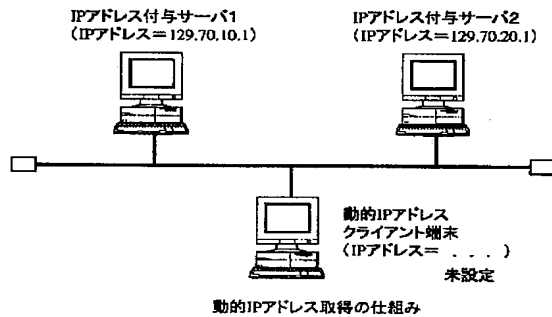 IPアドレス付与サーバ1
(IPアドレス=129.70.10.1)
IPアドレス付与サーバ2
(IPアドレス=129.70.20.1)
動的IPアドレス
クライアント端末
(IPアドレス= . . . . )
未設定
動的IPアドレス取得の仕組み